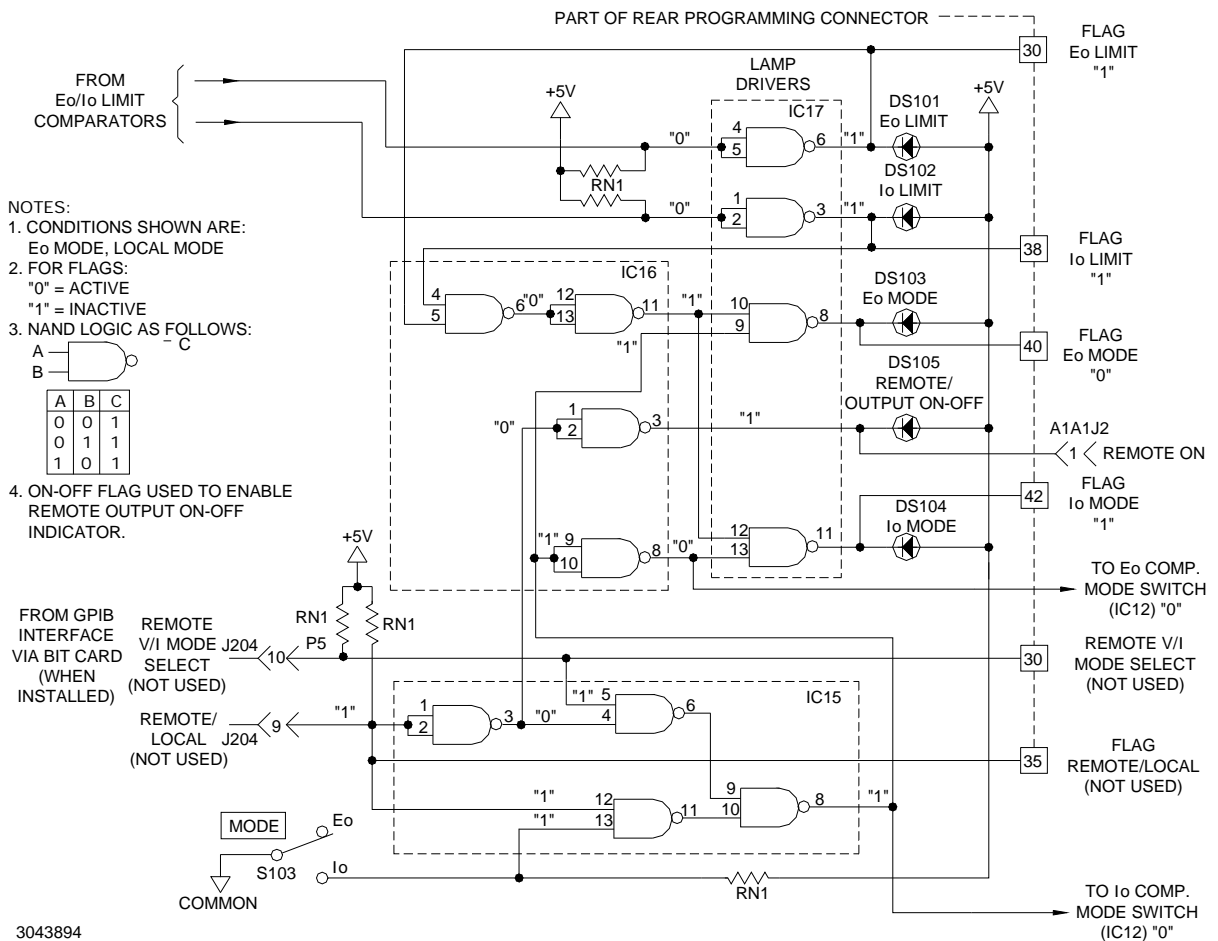 PART OF REAR PROGRAMMING CONNECTOR
30
FLAG
Eo LIMIT
"1"
FROM
Eo/Io LIMIT
COMPARATORS
+5V
LAMP
DRIVERS
IC17
DS101
Eo LIMIT
+5V
"0"
4
5
6
"1"
RN1
DS102
Io LIMIT
"0"
1
2
3
"1"
38
FLAG
Io LIMIT
"1"
NOTES:
1. CONDITIONS SHOWN ARE:
Eo MODE, LOCAL MODE
2. FOR FLAGS:
"0" = ACTIVE
"1" = INACTIVE
3. NAND LOGIC AS FOLLOWS:
A
B
C
A B C
0 0 1
0 1 1
1 0 1
4. ON-OFF FLAG USED TO ENABLE
REMOTE OUTPUT ON-OFF
INDICATOR.
IC16
4
5
6
"0"
12
13
11
"1"
10
9
8
"1"
DS103
Eo MODE
40
FLAG
Eo MODE
"0"
DS105
REMOTE/
OUTPUT ON-OFF
"0"
1
2
3
"1"
A1A1J2
1
REMOTE ON
42
FLAG
Io MODE
"1"
DS104
Io MODE
"1"
9
10
8
"0"
12
13
11
TO Eo COMP.
MODE SWITCH
(IC12) "0"
+5V
RN1
RN1
FROM GPIB
INTERFACE
VIA BIT CARD
(WHEN
INSTALLED)
REMOTE
V/I MODE
SELECT
(NOT USED)
J204
10
P5
30
REMOTE V/I
MODE SELECT
(NOT USED)
IC15
REMOTE/
LOCAL
(NOT USED)
J204
9
"1"
1
2
3
"0"
"1"
5
4
6
35
FLAG
REMOTE/LOCAL
(NOT USED)
"1"
12
"1"
13
11
9
10
8
"1"
MODE
Eo
S103
Io
COMMON
RN1
TO Io COMP.
MODE SWITCH
(IC12) "0"
3043894